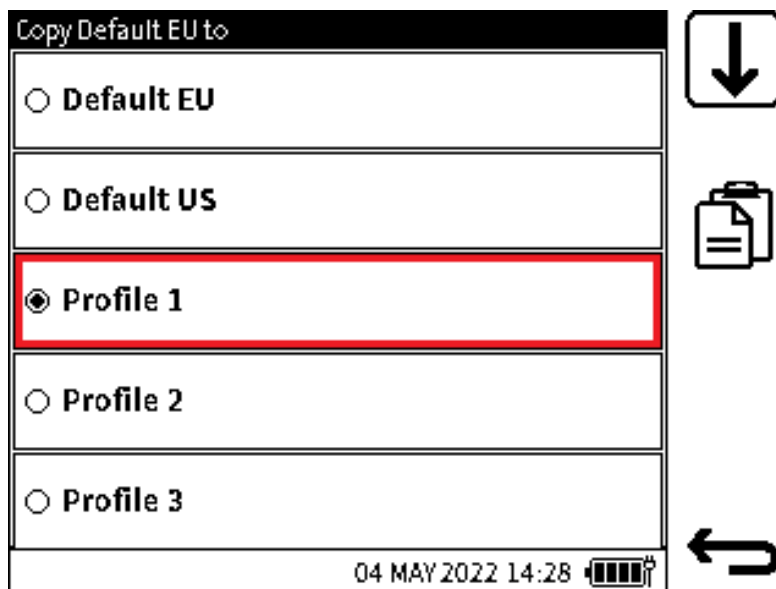 Copy Default EU to
Default EU
Default US
Profile 1
Profile 2
Profile 3
04 MAY 2022 14:28